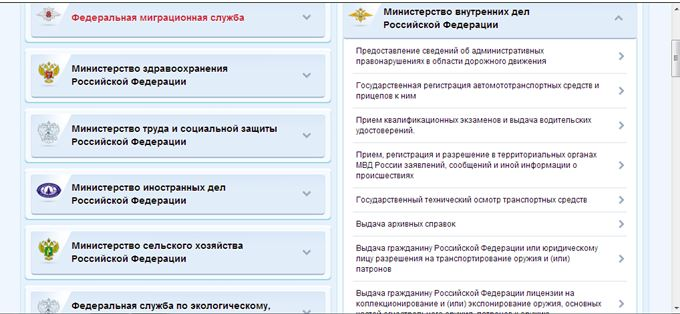 Федеральная миграционная служба
Министерство здравоохранения
Российской Федерации
Министерство труда и социальной защиты
Российской Федерации
Министерство иностранных дел
Российской Федерации
Министерство сельского хозяйства
Российской Федерации
Федеральная служба по экологическому,
Министерство внутренних дел
Российской Федерации
Предоставление сведений об административных
правонарушениях в области дорожного движения
Государственная регистрация автомототранспортных средств и
прицепов к ним
Прием квалификационных экзаменов и выдача водительских
удостоверений.
Прием, регистрация и разрешение в территориальных органах
МВД России заявлений, сообщений и иной информации о
происшествиях
Государственный технический осмотр транспортных средств
Выдача архивных справок
Выдача гражданину Российской Федерации или юридическому
лицу разрешения на транспортирование оружия и (или)
патронов
Выдача гражданину Российской Федерации лицензии на
коллекционирование и (или) экспонирование оружия, основных
частей огнестрельного оружия, патронов к оружию